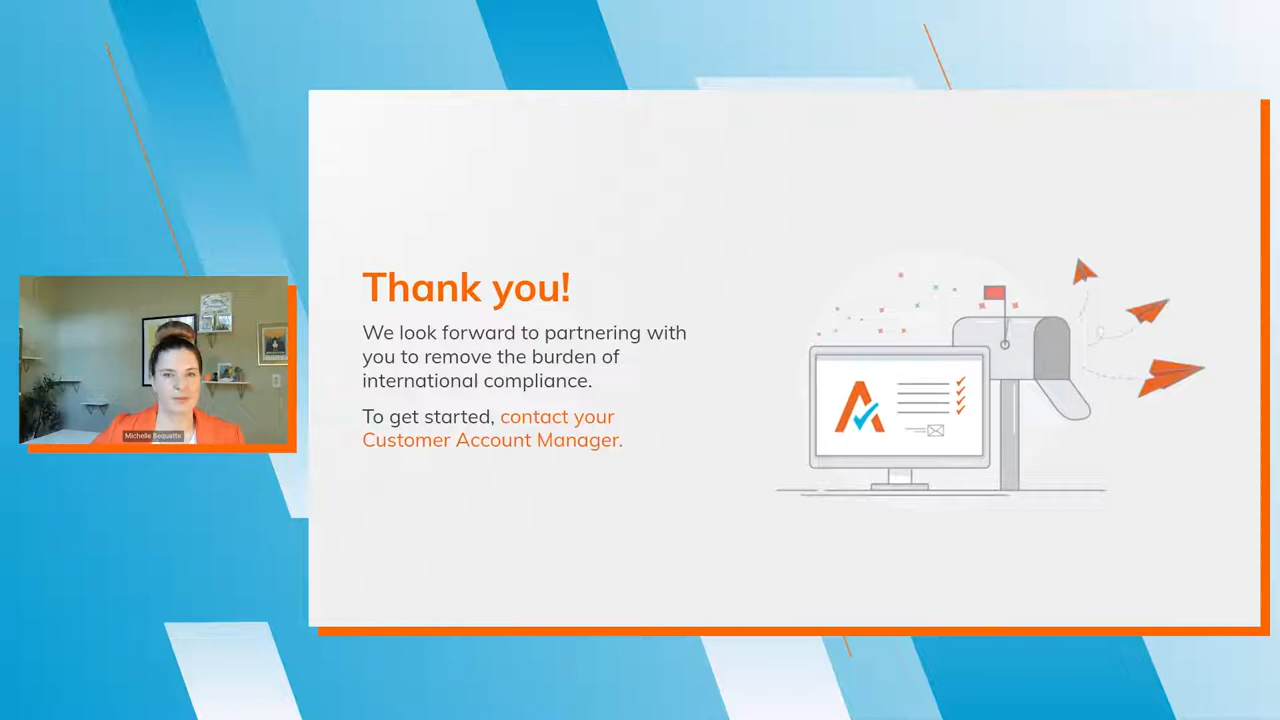 Thank you!
We look forward to partnering with
you to remove the burden of
international compliance.
To get started, contact your
Customer Account Manager.
Michelle Bequette